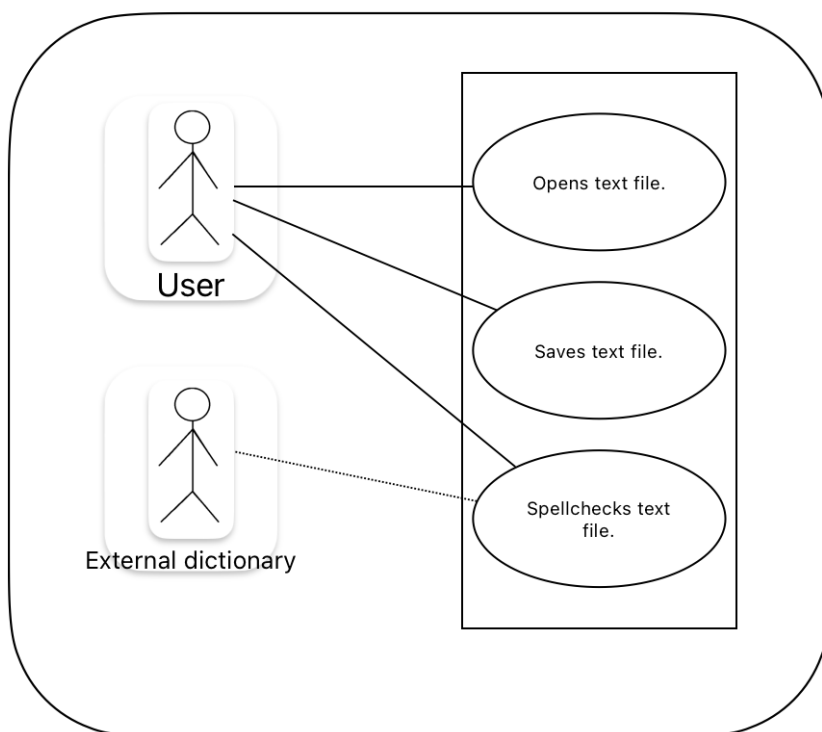 Opens text file.
User
Saves text file.
Spellchecks text
file.
External dictionary